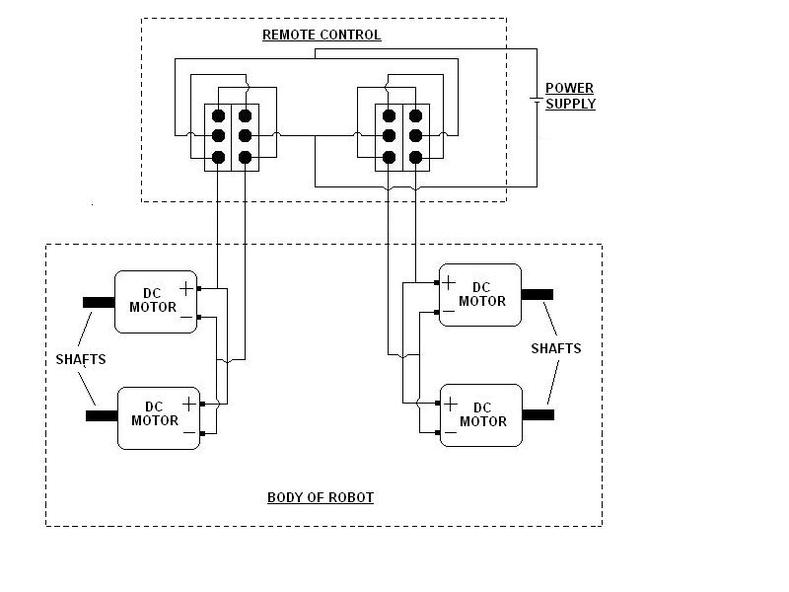 REMOTE CONTROL
POWER
SUPPLY
+
DC
MOTOR
−
+
DC
MOTOR
−
SHAFTS
SHAFTS
+
DC
MOTOR
−
+
DC
MOTOR
−
BODY OF ROBOT